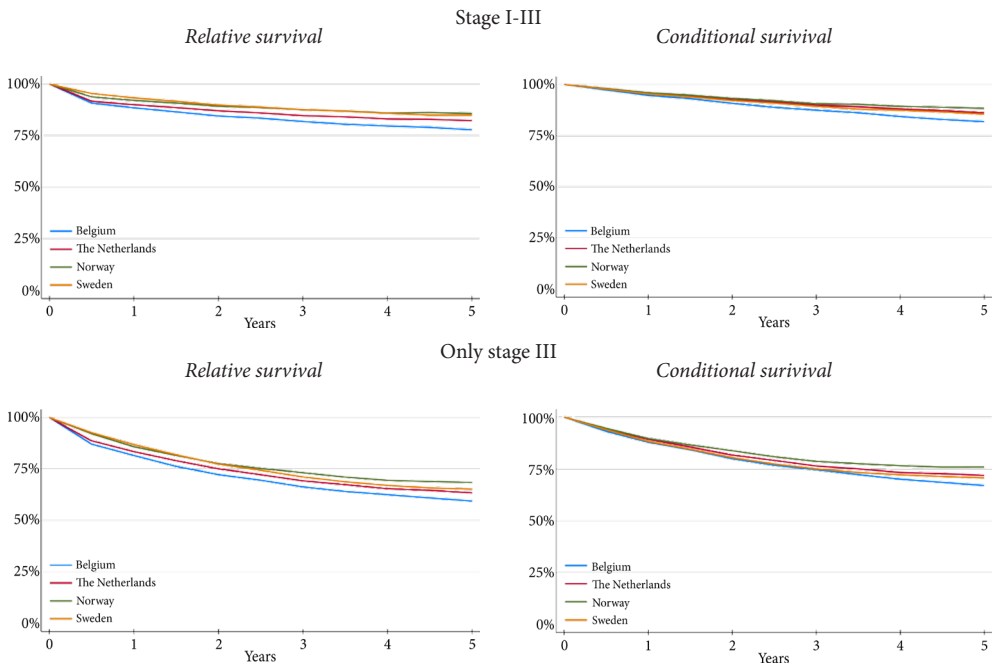 Stage I-III
Relative survival
100%
75%
50%
25%
0%
Belgium
The Netherlands
Norway
Sweden
0 1 2 3 4 5
Years
Conditional surivival
100%
75%
50%
25%
0%
Belgium
The Netherlands
Norway
Sweden
0 1 2 3 4 5
Years
Only stage III
Relative survival
100%
75%
50%
25%
0%
Belgium
The Netherlands
Norway
Sweden
0 1 2 3 4 5
Years
Conditional surivival
100%
75%
50%
25%
0%
Belgium
The Netherlands
Norway
Sweden
0 1 2 3 4 5
Years